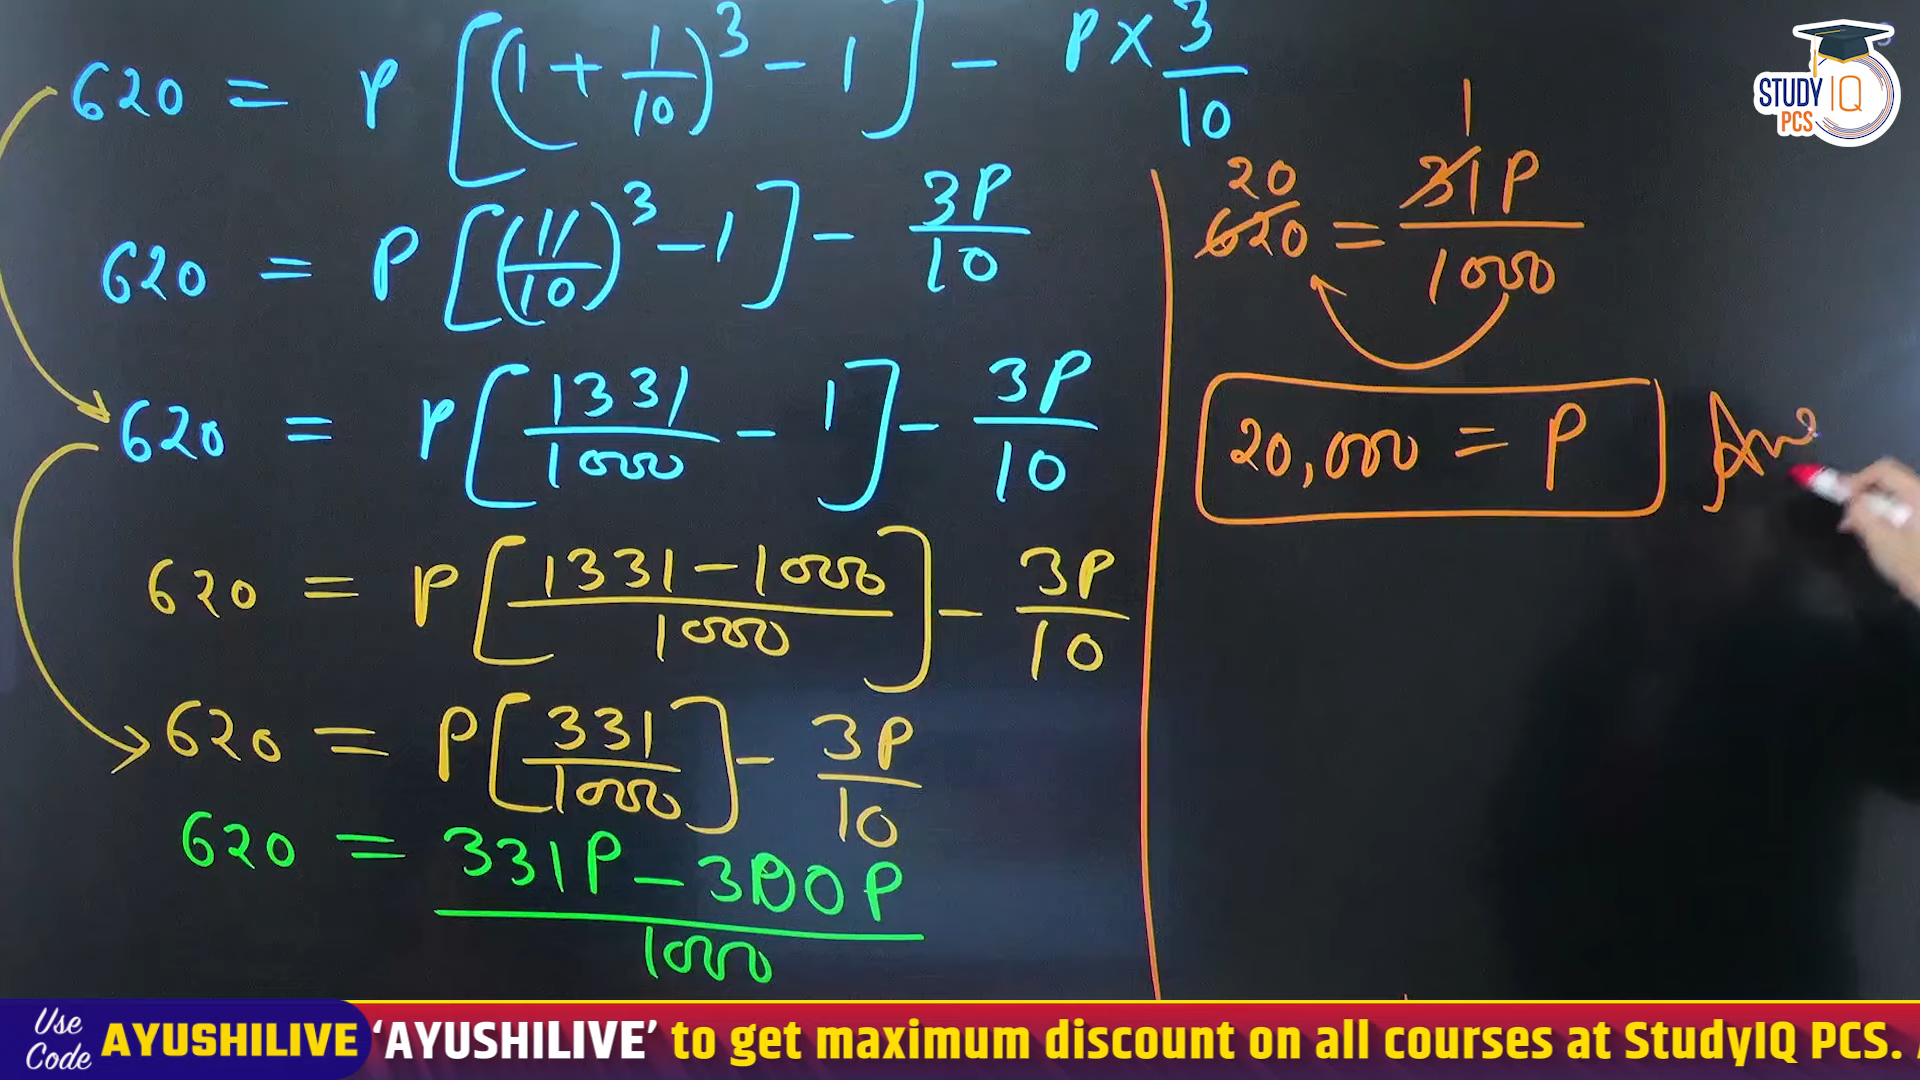 620 = P [(1 + 1/10)^3 - 1] - P × 3/10
620 = P [(11/10)^3 - 1] - 3P/10
620 = P [1331/1000 - 1] - 3P/10
620 = P [1331 - 1000/1000] - 3P/10
620 = P [331/1000] - 3P/10
620 = 331P - 300P/1000
20 1
620 = 31P/1000
20,000 = P Ans
STUDY IQ
PCS
Use Code AYUSHILIVE
'AYUSHILIVE' to get maximum discount on all courses at StudyIQ PCS.